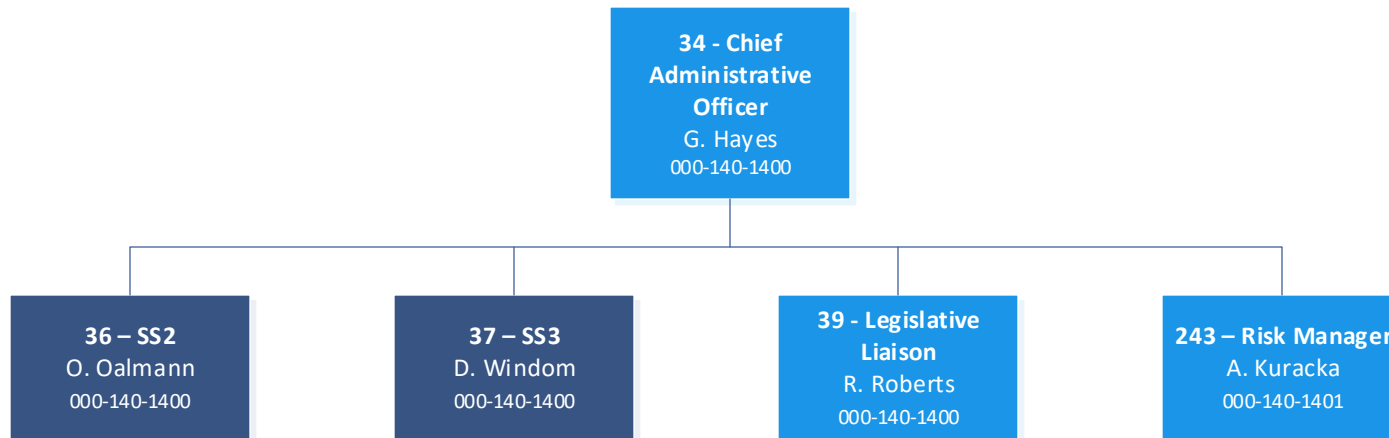 34 - Chief
Administrative
Officer
G. Hayes
000-140-1400
36 – SS2
O. Oalmann
000-140-1400
37 – SS3
D. Windom
000-140-1400
39 - Legislative
Liaison
R. Roberts
000-140-1400
243 – Risk Manager
A. Kuracka
000-140-1401